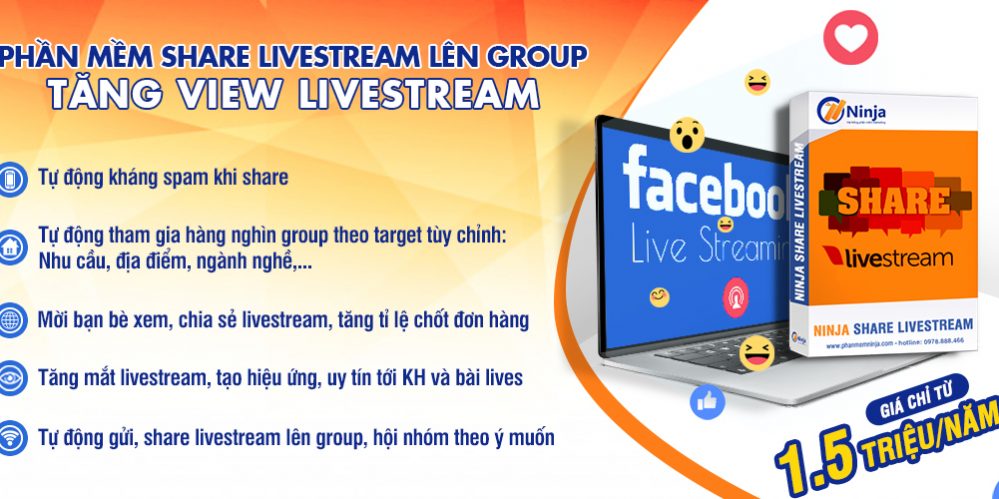 PHẦN MỀM SHARE LIVESTREAM LÊN GROUP
TĂNG VIEW LIVESTREAM
Tự động kháng spam khi share
Tự động tham gia hàng nghìn group theo target tùy chỉnh:
Nhu cầu, địa điểm, ngành nghề,...
Mời bạn bè xem, chia sẻ livestream, tăng tỉ lệ chốt đơn hàng
Tăng mắt livestream, tạo hiệu ứng, uy tín tới KH và bài lives
Tự động gửi, share livestream lên group, hội nhóm theo ý muốn
facebook
Live Streamin
Ninja
SHARE
livestream
NINJA SHARE LIVESTREAM
www.phanmemninja.com - hotline: 0978.888.466
NINJA SHARE LIVESTREAM
Ninja
GIÁ CHỈ TỪ
1.5 TRIỆU/NĂM